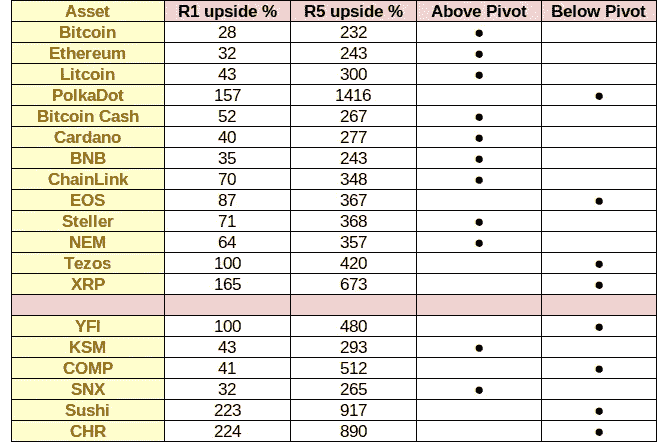 Asset R1 upside % R5 upside % Above Pivot Below Pivot
Bitcoin 28 232 ●
Ethereum 32 243 ●
Litcoin 43 300 ●
PolkaDot 157 1416 ●
Bitcoin Cash 52 267 ●
Cardano 40 277 ●
BNB 35 243 ●
ChainLink 70 348 ●
EOS 87 367 ●
Steller 71 368 ●
NEM 64 357 ●
Tezos 100 420 ●
XRP 165 673 ●
YFI 100 480 ●
KSM 43 293 ●
COMP 41 512 ●
SNX 32 265 ●
Sushi 223 917 ●
CHR 224 890 ●